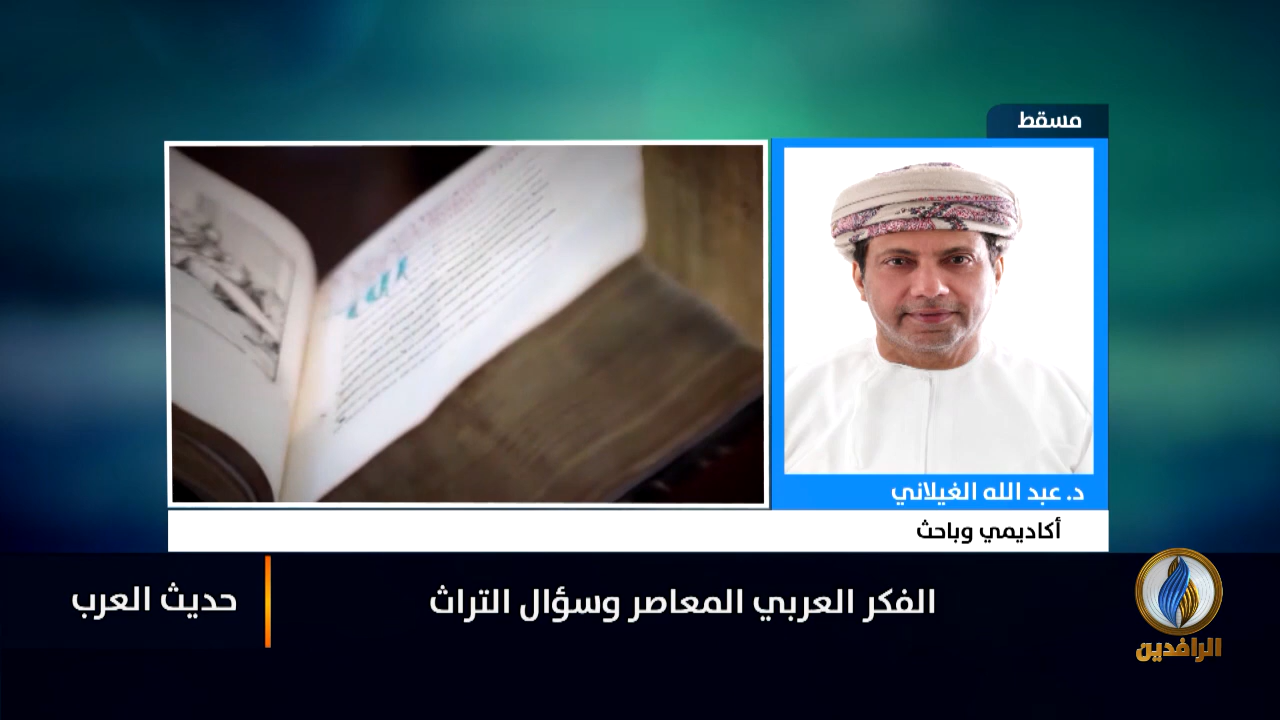 مسقط
د. عبد الله الغيلاني
أكاديمي وباحث
الفكر العربي المعاصر وسؤال التراث
حديث العرب
الرافدين